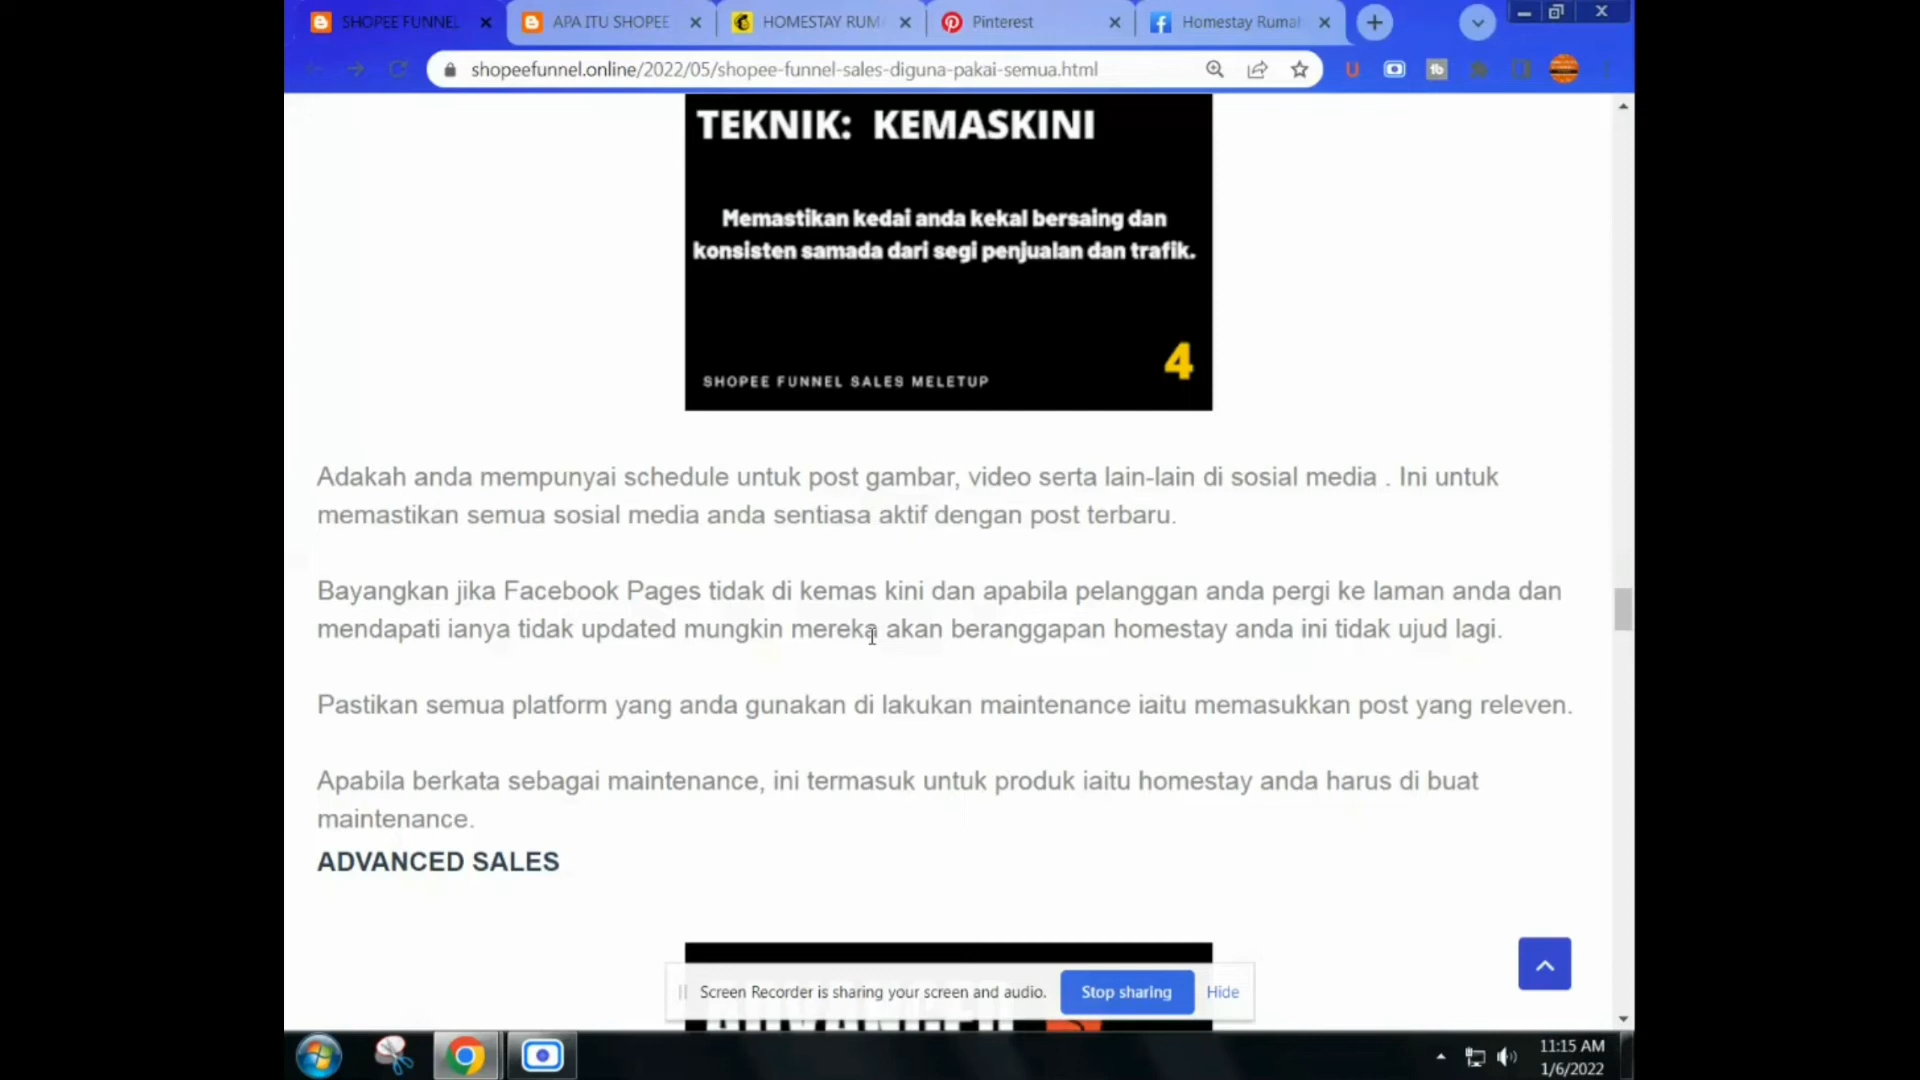 SHOPEE FUNNEL
APA ITU SHOPEE
HOMESTAY RUM
Pinterest
Homestay Rumah
shopeefunnel.online/2022/05/shopee-funnel-sales-diguna-pakai-semua.html
TEKNIK: KEMASKINI
Memastikan kedai anda kekal bersaing dan
konsisten samada dari segi penjualan dan trafik.
4
SHOPEE FUNNEL SALES MELETUP
Adakah anda mempunyai schedule untuk post gambar, video serta lain-lain di sosial media . Ini untuk
memastikan semua sosial media anda sentiasa aktif dengan post terbaru.
Bayangkan jika Facebook Pages tidak di kemas kini dan apabila pelanggan anda pergi ke laman anda dan
mendapati ianya tidak updated mungkin mereka akan beranggapan homestay anda ini tidak ujud lagi.
Pastikan semua platform yang anda gunakan di lakukan maintenance iaitu memasukkan post yang releven.
Apabila berkata sebagai maintenance, ini termasuk untuk produk iaitu homestay anda harus di buat
maintenance.
ADVANCED SALES
Screen Recorder is sharing your screen and audio.
Stop sharing
Hide
ADVANCED
11:15 AM
1/6/2022